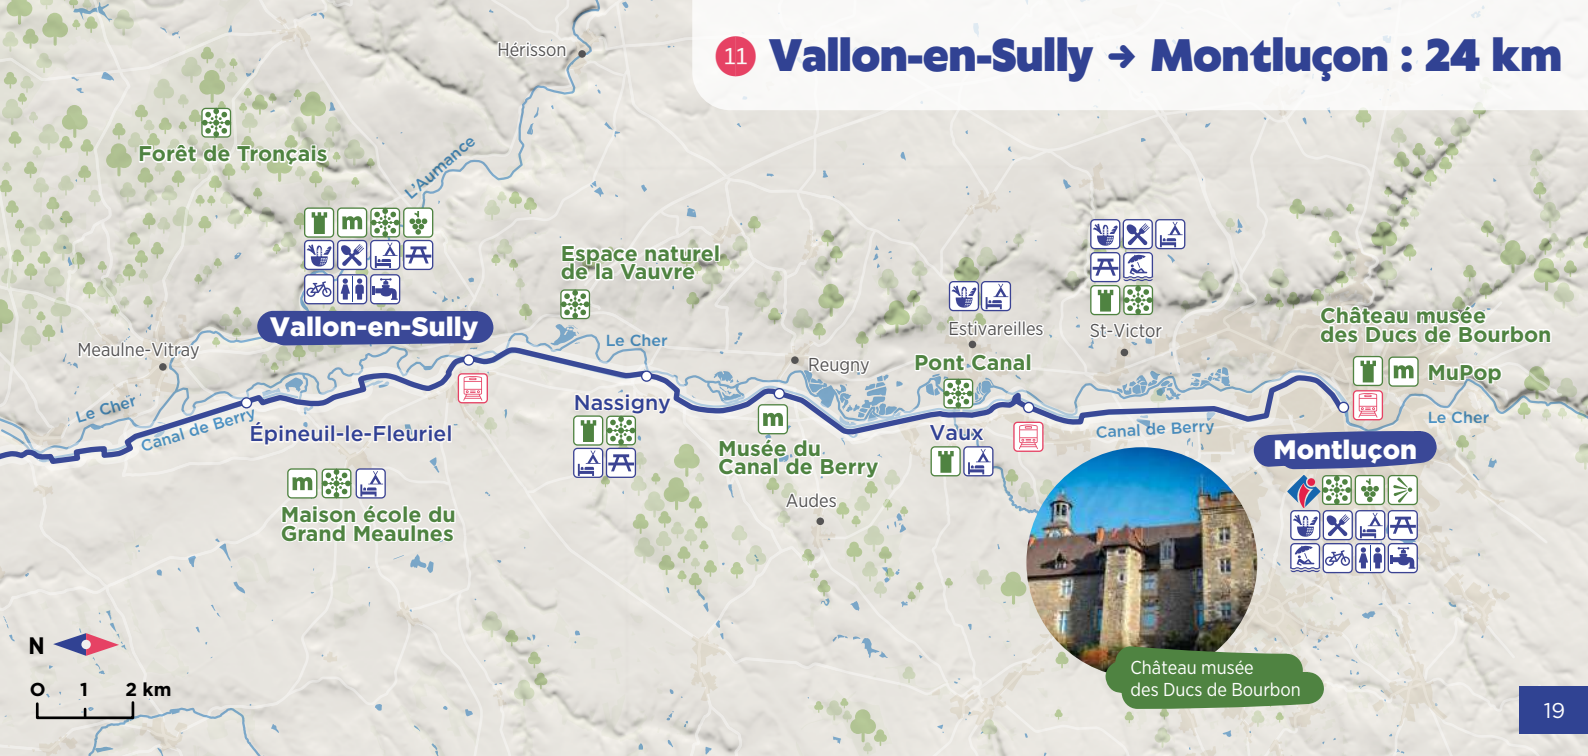 11 Vallon-en-Sully → Montluçon : 24 km
Hérisson
Forêt de Tronçais
L'Aumance
m
Espace naturel
de la Vauvre
Vallon-en-Sully
Meaulne-Vitray
Le Cher
Estivareilles
St-Victor
Château musée
des Ducs de Bourbon
Reugny
Pont Canal
m
MuPop
Le Cher
Canal de Berry
Épineuil-le-Fleuriel
Nassigny
m
Vaux
Canal de Berry
Le Cher
Musée du
Canal de Berry
Montluçon
m
Maison école du
Grand Meaulnes
Audes
N
0 1 2 km
Château musée
des Ducs de Bourbon
19